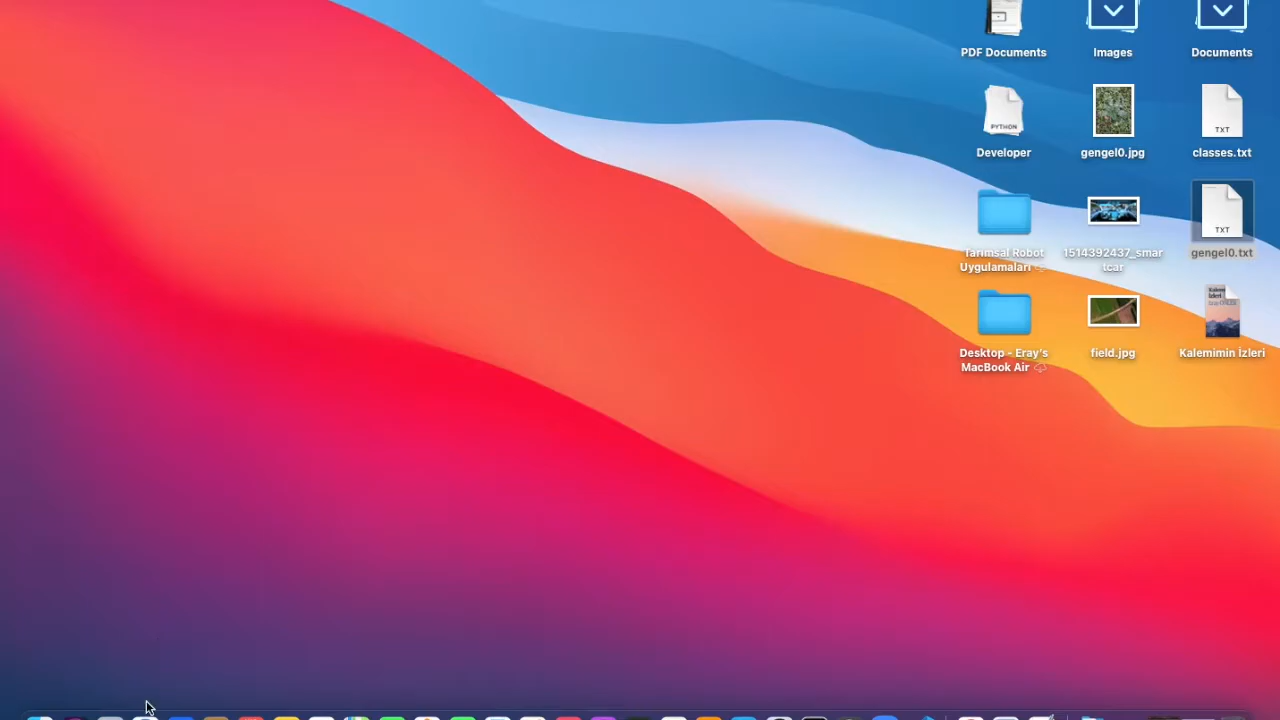 PDF Documents
Images
Documents
PYTHON
TXT
Developer
gengel0.jpg
classes.txt
TXT
Tarımsal Robot
Uygulamaları
1514392437_smar
tcar
gengel0.txt
Kalemimin İzleri
Desktop - Eray's
MacBook Air
field.jpg